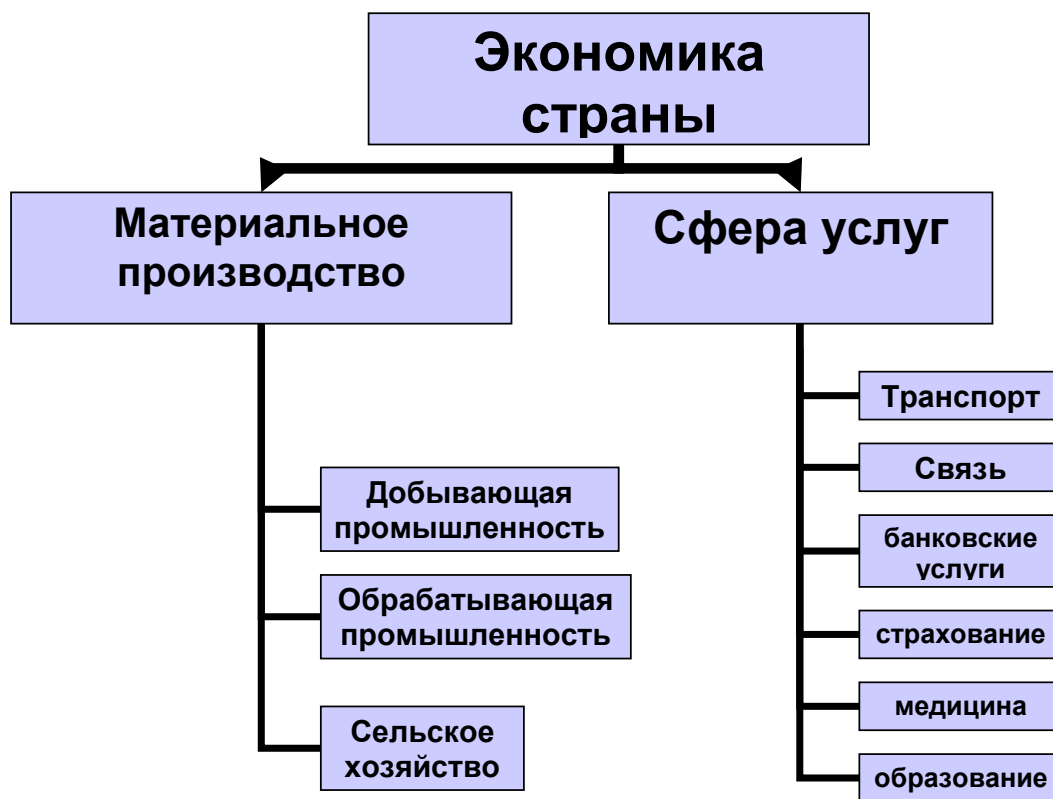 Экономика
страны
Материальное
производство
Сфера услуг
Добывающая
промышленность
Обрабатывающая
промышленность
Сельское
хозяйство
Транспорт
Связь
банковские
услуги
страхование
медицина
образование